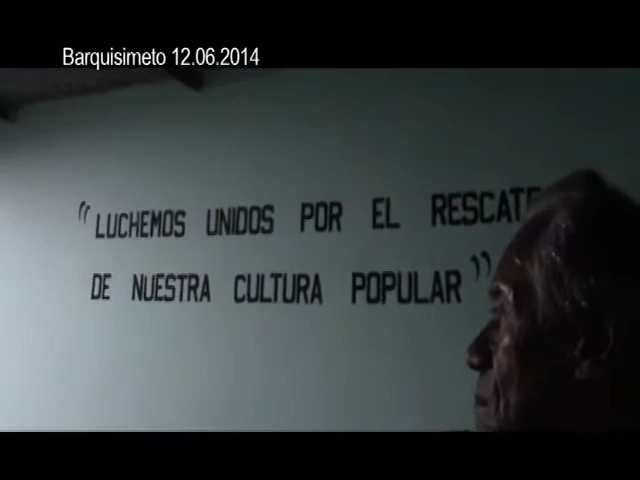 Barquisimeto 12.06.2014
“LUCHEMOS UNIDOS POR EL RESCATE
DE NUESTRA CULTURA POPULAR”